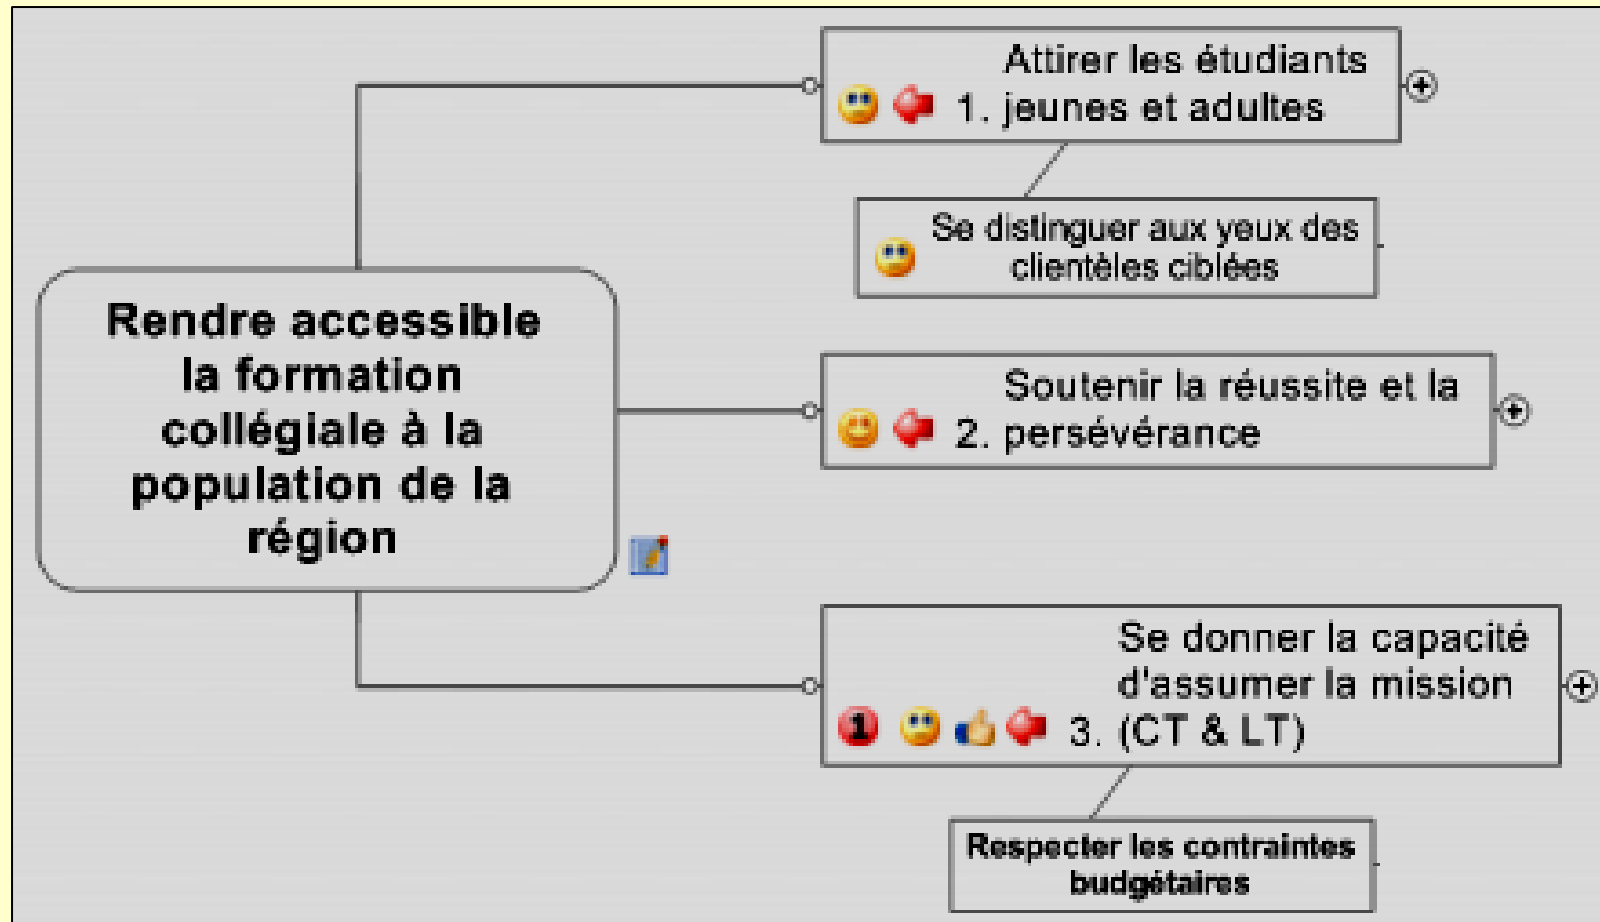 Rendre accessible
la formation
collégiale à la
population de la
région
Attirer les étudiants
1. jeunes et adultes
Se distinguer aux yeux des
clientèles ciblées
Soutenir la réussite et la
2. persévérance
Se donner la capacité
d'assumer la mission
1 3. (CT & LT)
Respecter les contraintes
budgétaires